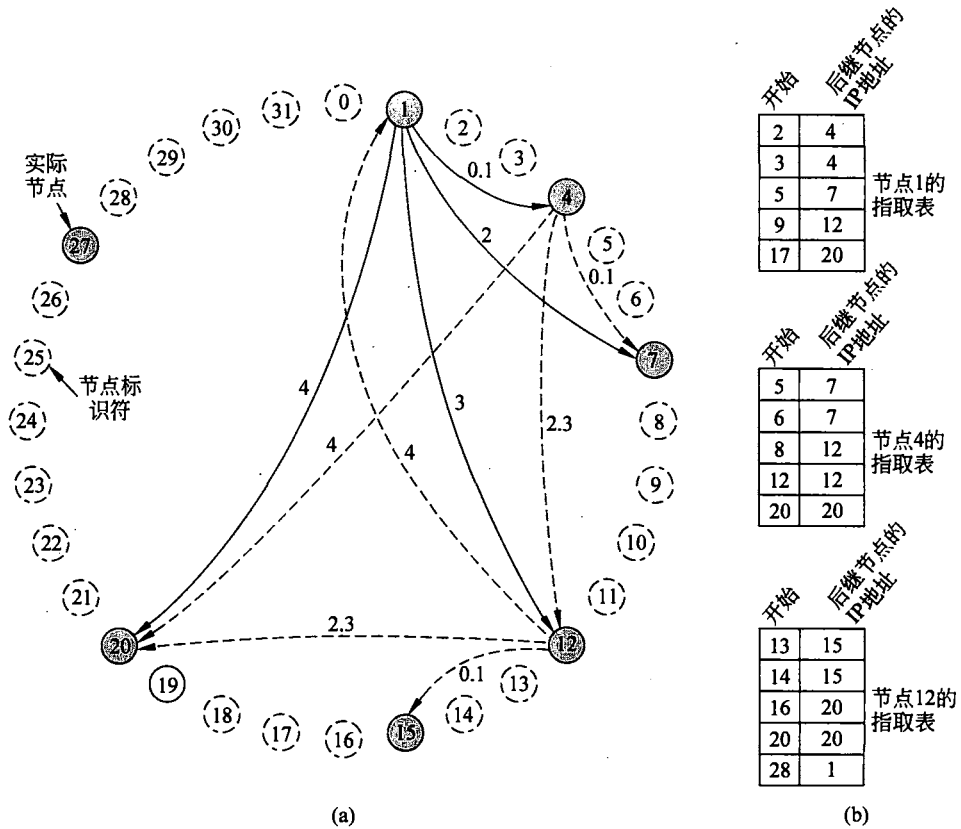 31
0
1
2
3
4
5
6
7
8
9
10
11
12
13
14
15
16
17
18
19
20
21
22
23
24
25
26
27
28
29
30
实际
节点
节点标
识符
0.1
2
0.1
4
3
4
4
2.3
2.3
0.1
(a)
开始
后继节点的
IP地址
2 4
3 4
5 7
9 12
17 20
节点1的
指取表
开始
后继节点的
IP地址
5 7
6 7
8 12
12 12
20 20
节点4的
指取表
开始
后继节点的
IP地址
13 15
14 15
16 20
20 20
28 1
节点12的
指取表
(b)